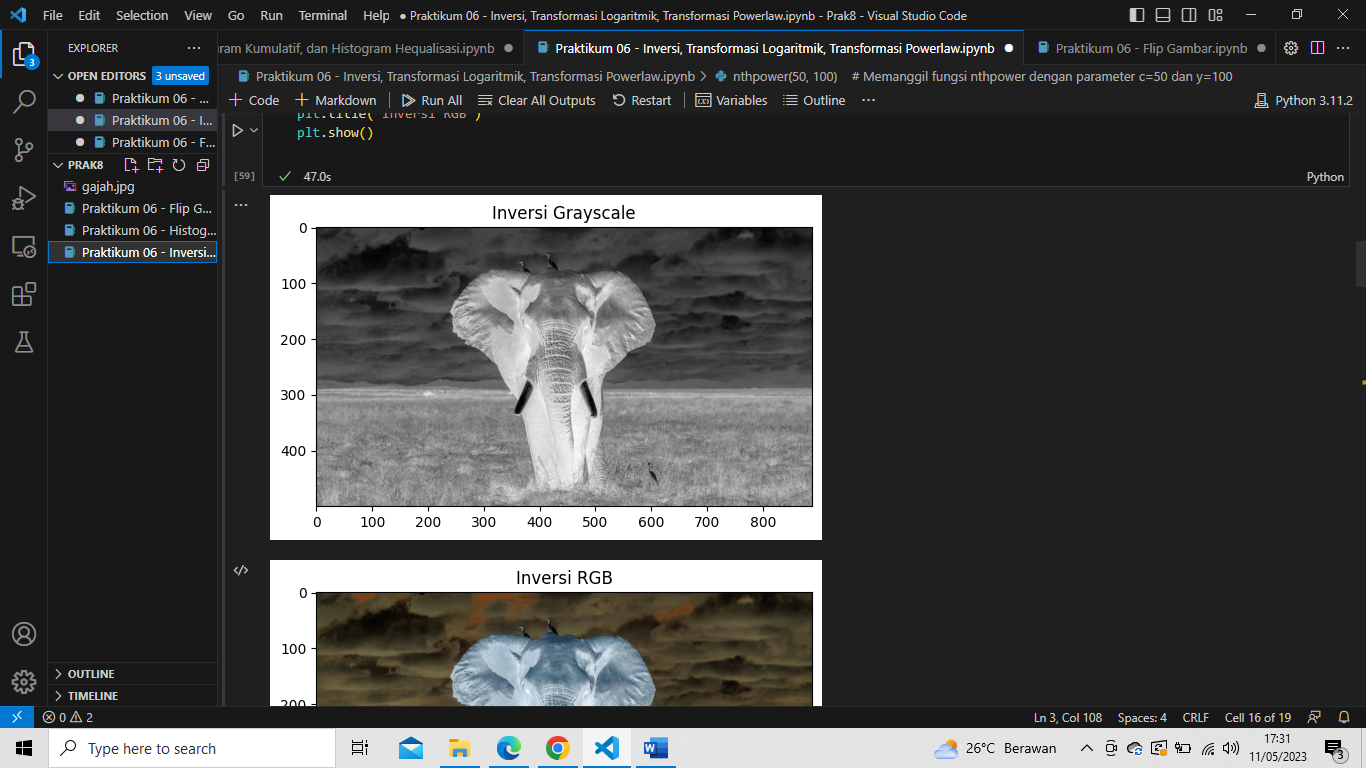 File Edit Selection View Go Run Terminal Help ● Praktikum 06 - Inversi, Transformasi Logaritmik, Transformasi Powerlaw.ipynb - Prak8 - Visual Studio Code
EXPLORER ···
ram Kumulatif, dan Histogram Hequalisasi.ipynb ● Praktikum 06 - Inversi, Transformasi Logaritmik, Transformasi Powerlaw.ipynb ● Praktikum 06 - Flip Gambar.ipynb ● ···
3
OPEN EDITORS 3 unsaved
● Praktikum 06 - ...
● Praktikum 06 - I...
● Praktikum 06 - F...
PRAK8
gajah.jpg
Praktikum 06 - Flip G...
Praktikum 06 - Histog...
Praktikum 06 - Inversi...
OUTLINE
TIMELINE
Praktikum 06 - Inversi, Transformasi Logaritmik, Transformasi Powerlaw.ipynb > nthpower(50, 100) # Memanggil fungsi nthpower dengan parameter c=50 dan y=100
+ Code + Markdown Run All Clear All Outputs Restart Variables Outline ··· Python 3.11.2
plt.title('Inversi RGB')
plt.show()
[59] ✓ 47.0s Python
···
Inversi Grayscale
0
100
200
300
400
0 100 200 300 400 500 600 700 800
</>
Inversi RGB
0
100
200
0 2 Ln 3, Col 108 Spaces: 4 CRLF Cell 16 of 19
Type here to search 26°C Berawan 17:31
11/05/2023 3